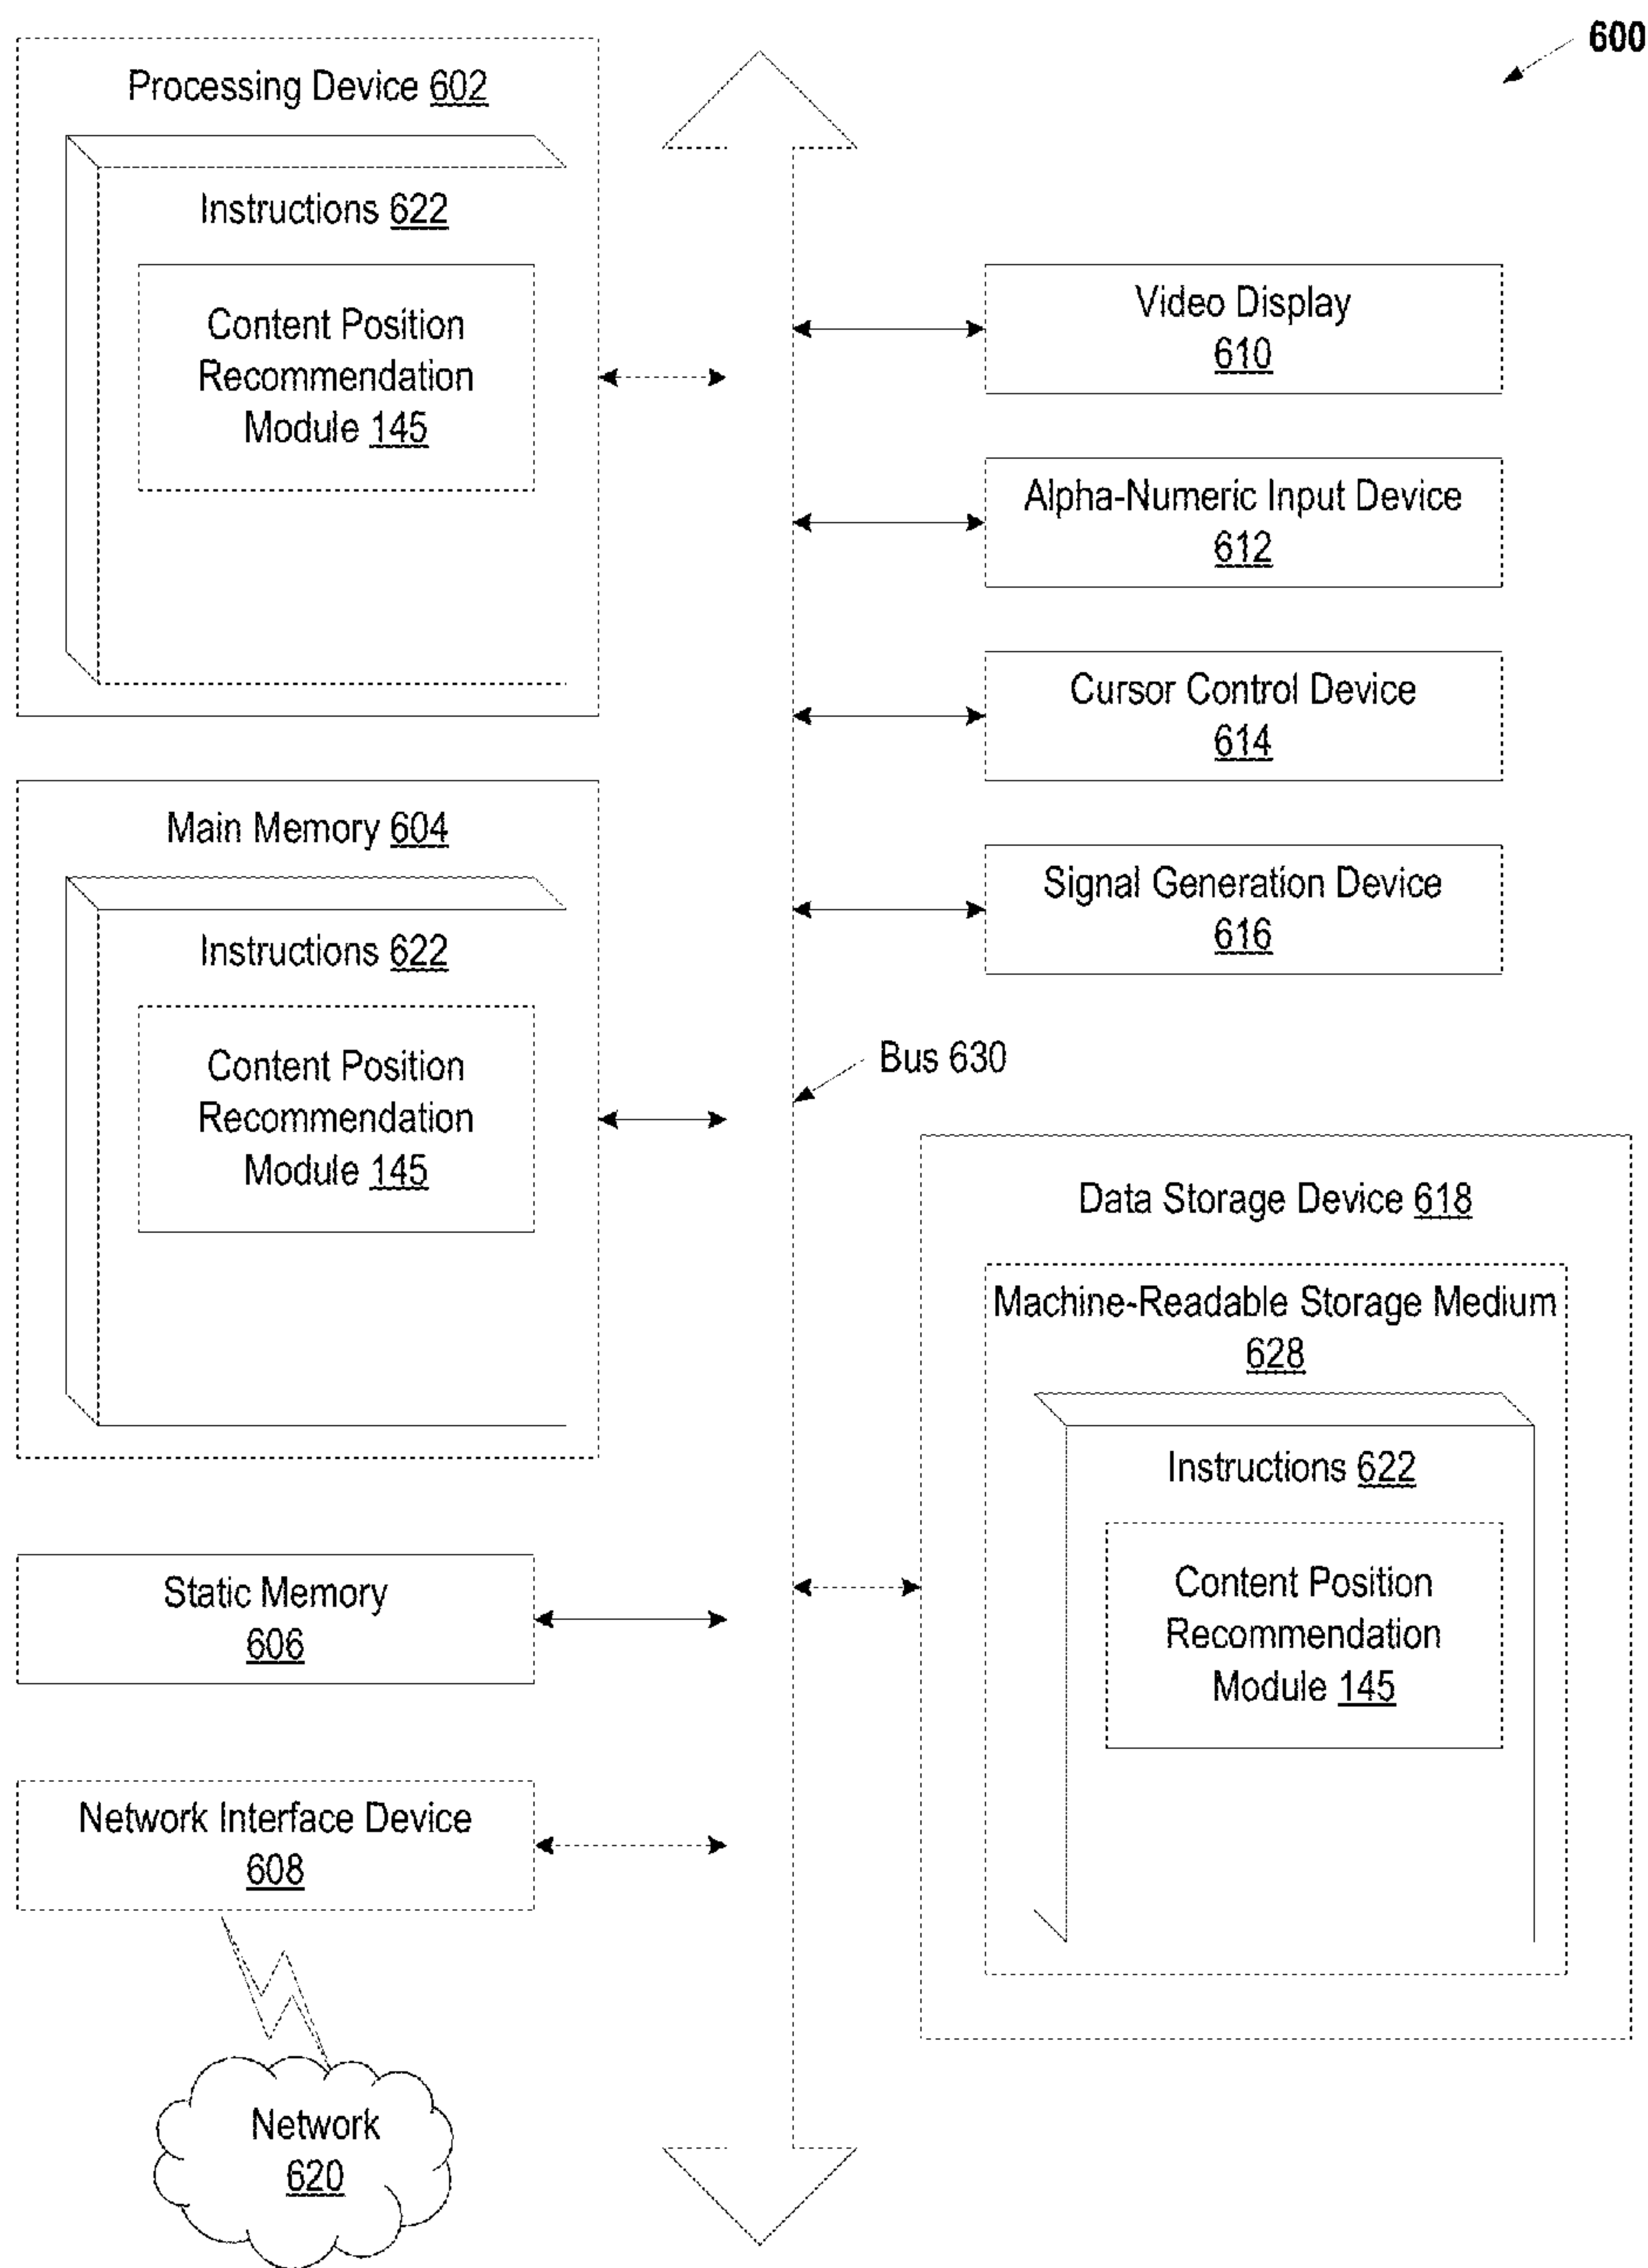 600
Processing Device 602
Instructions 622
Content Position
Recommendation
Module 145
Main Memory 604
Instructions 622
Content Position
Recommendation
Module 145
Static Memory
606
Network Interface Device
608
Network
620
Video Display
610
Alpha-Numeric Input Device
612
Cursor Control Device
614
Signal Generation Device
616
Bus 630
Data Storage Device 618
Machine-Readable Storage Medium
628
Instructions 622
Content Position
Recommendation
Module 145